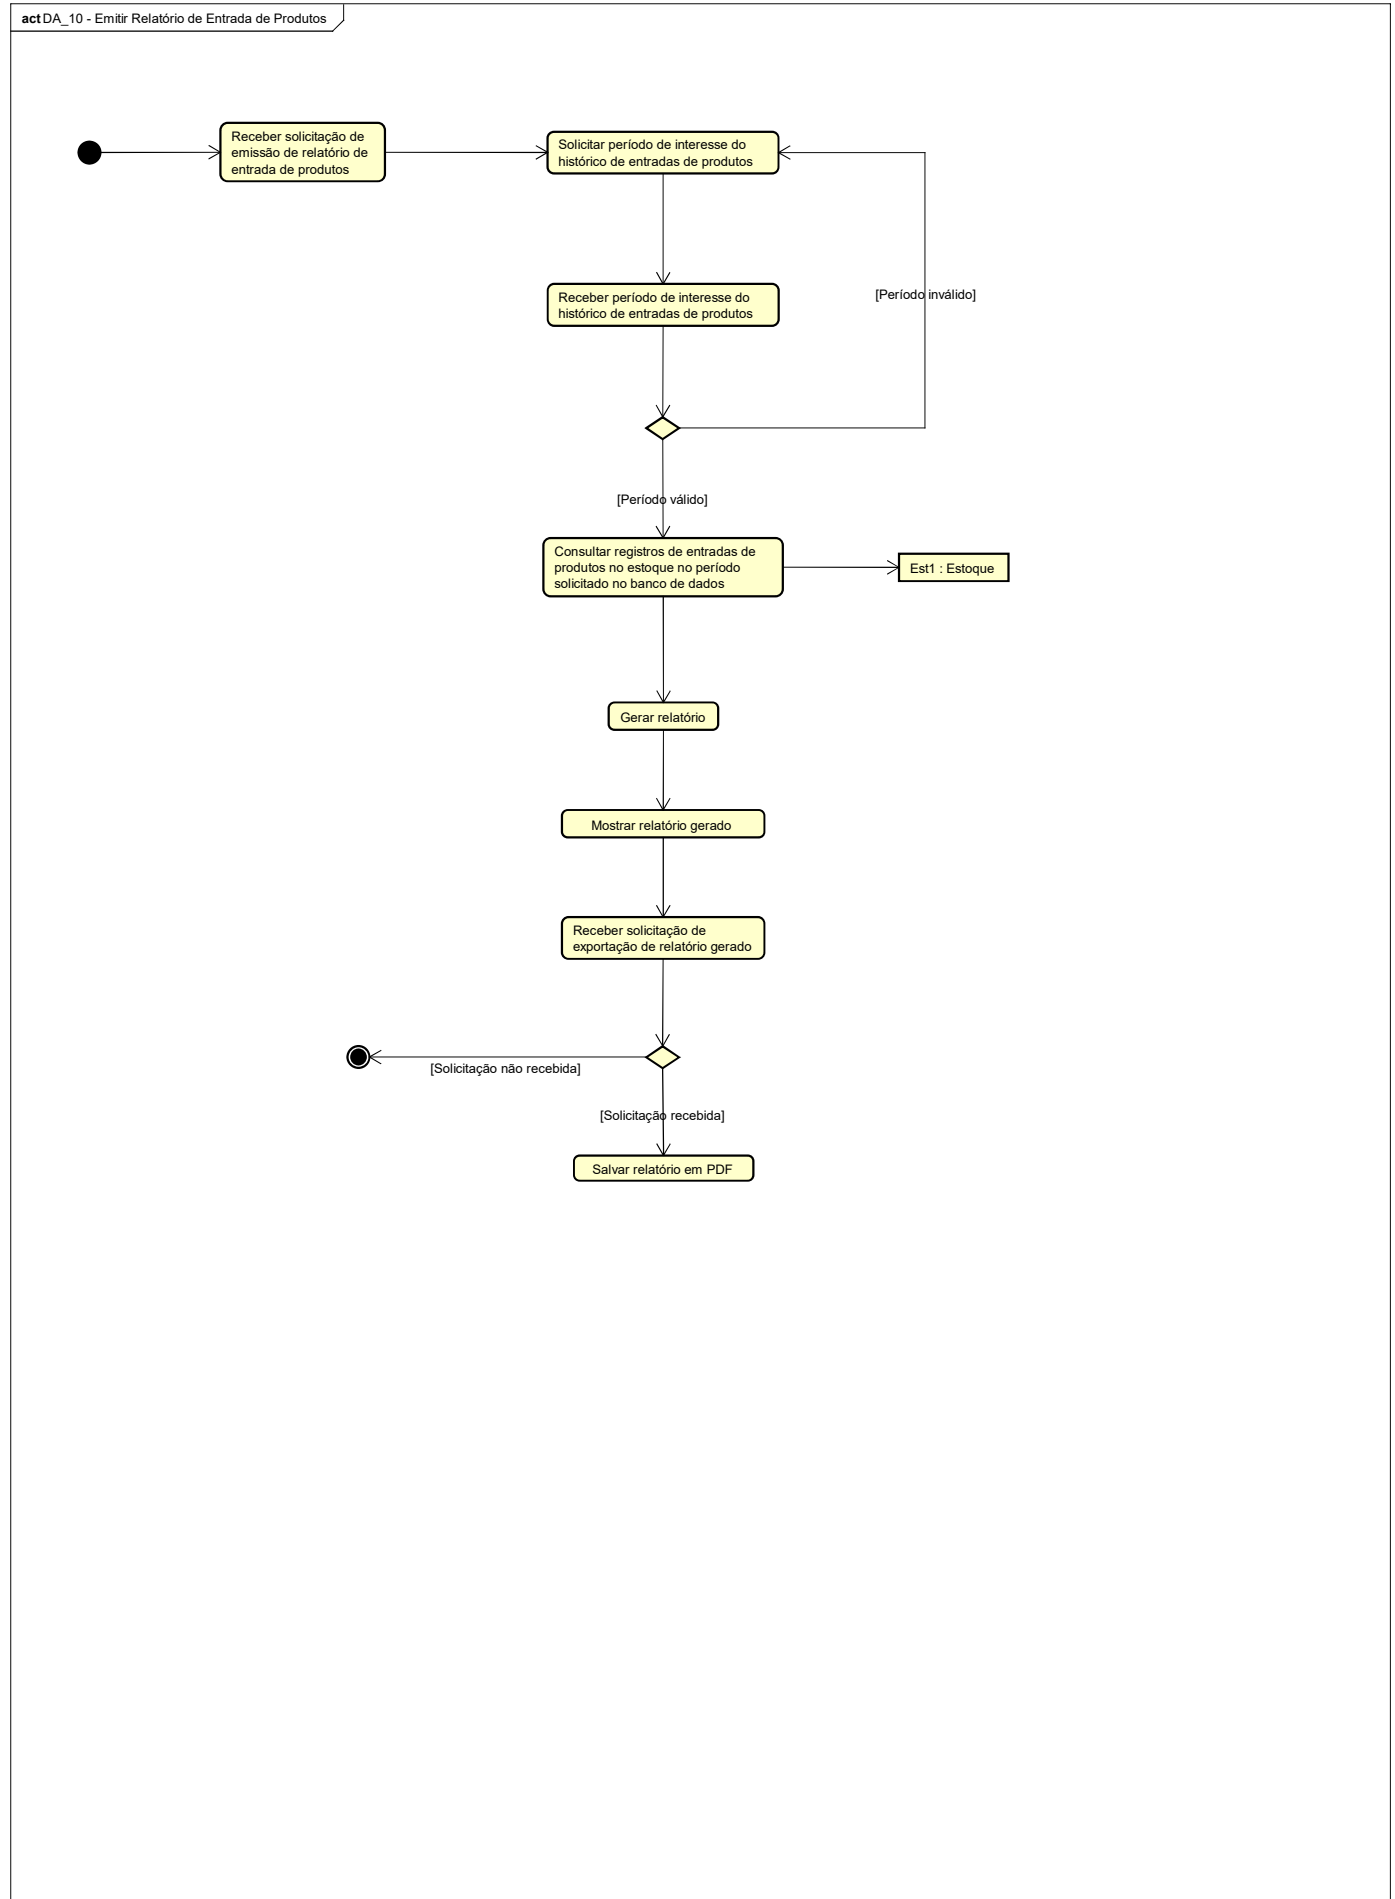 act DA_10 - Emitir Relatório de Entrada de Produtos
Receber solicitação de
emissão de relatório de
entrada de produtos
Solicitar período de interesse do
histórico de entradas de produtos
Receber período de interesse do
histórico de entradas de produtos
[Período inválido]
[Período válido]
Consultar registros de entradas de
produtos no estoque no período
solicitado no banco de dados
Est1 : Estoque
Gerar relatório
Mostrar relatório gerado
Receber solicitação de
exportação de relatório gerado
[Solicitação não recebida]
[Solicitação recebida]
Salvar relatório em PDF